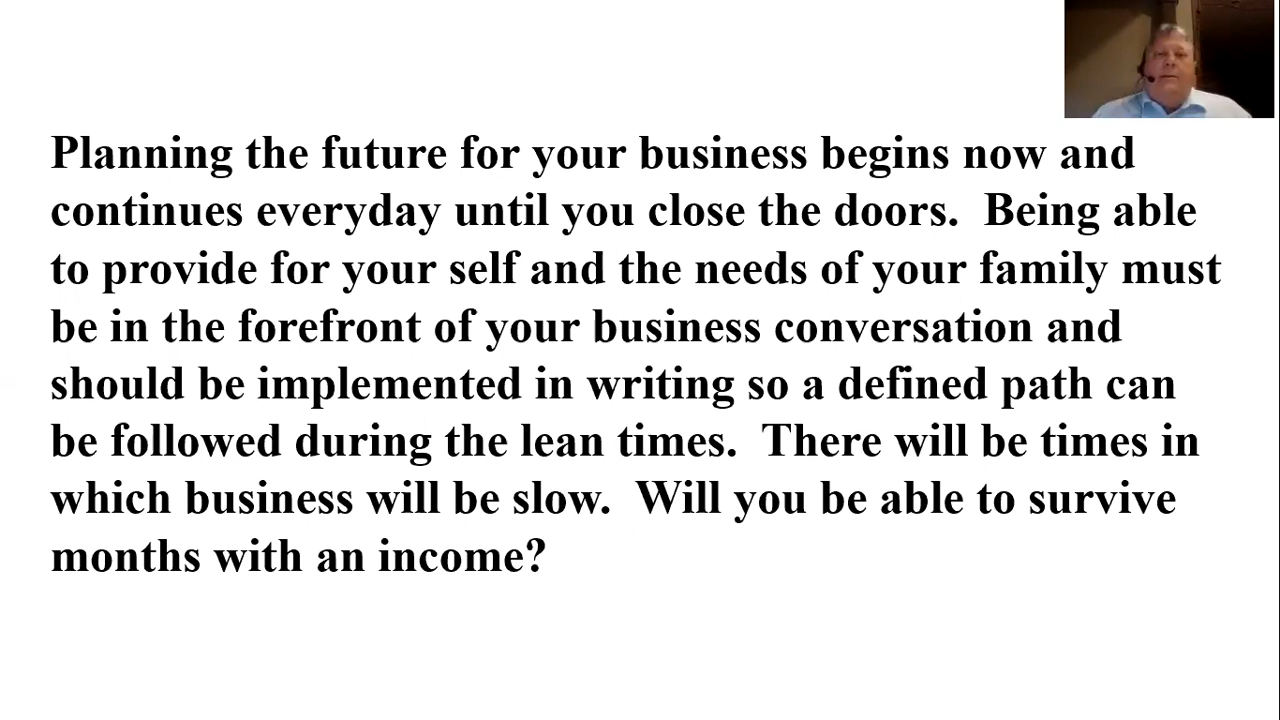 Planning the future for your business begins now and
continues everyday until you close the doors.  Being able
to provide for your self and the needs of your family must
be in the forefront of your business conversation and
should be implemented in writing so a defined path can
be followed during the lean times.  There will be times in
which business will be slow.  Will you be able to survive
months with an income?